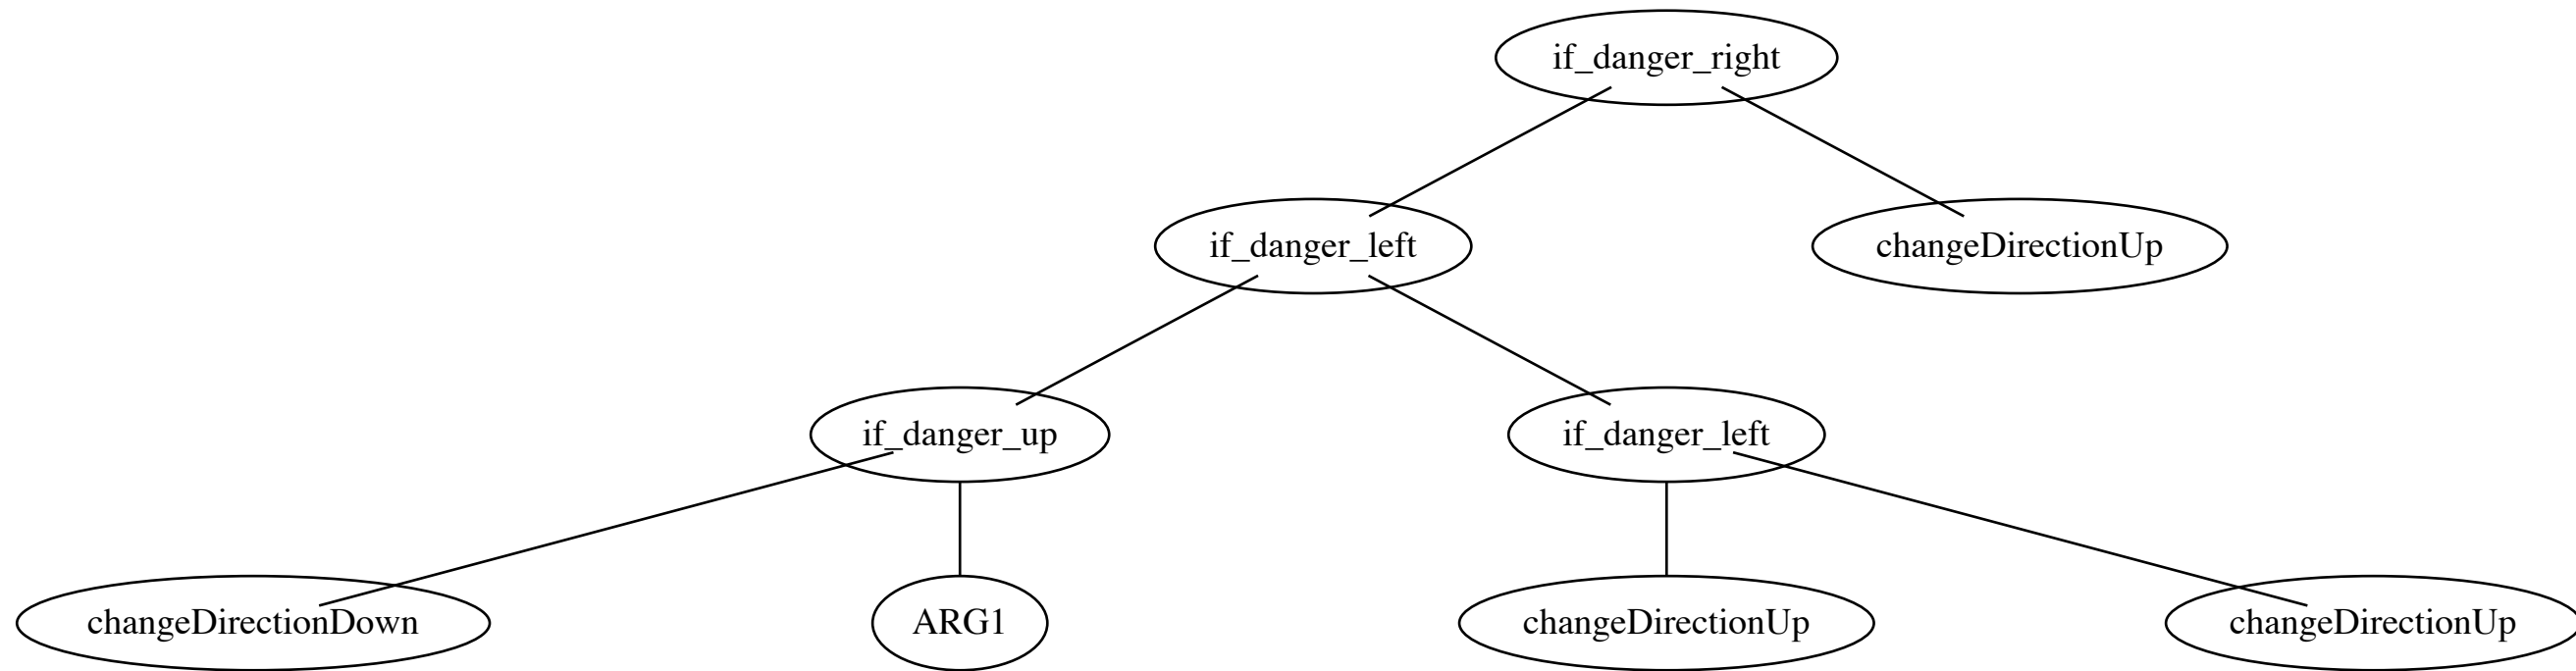 if_danger_right
if_danger_left
changeDirectionUp
if_danger_up
if_danger_left
changeDirectionDown
ARG1
changeDirectionUp
changeDirectionUp